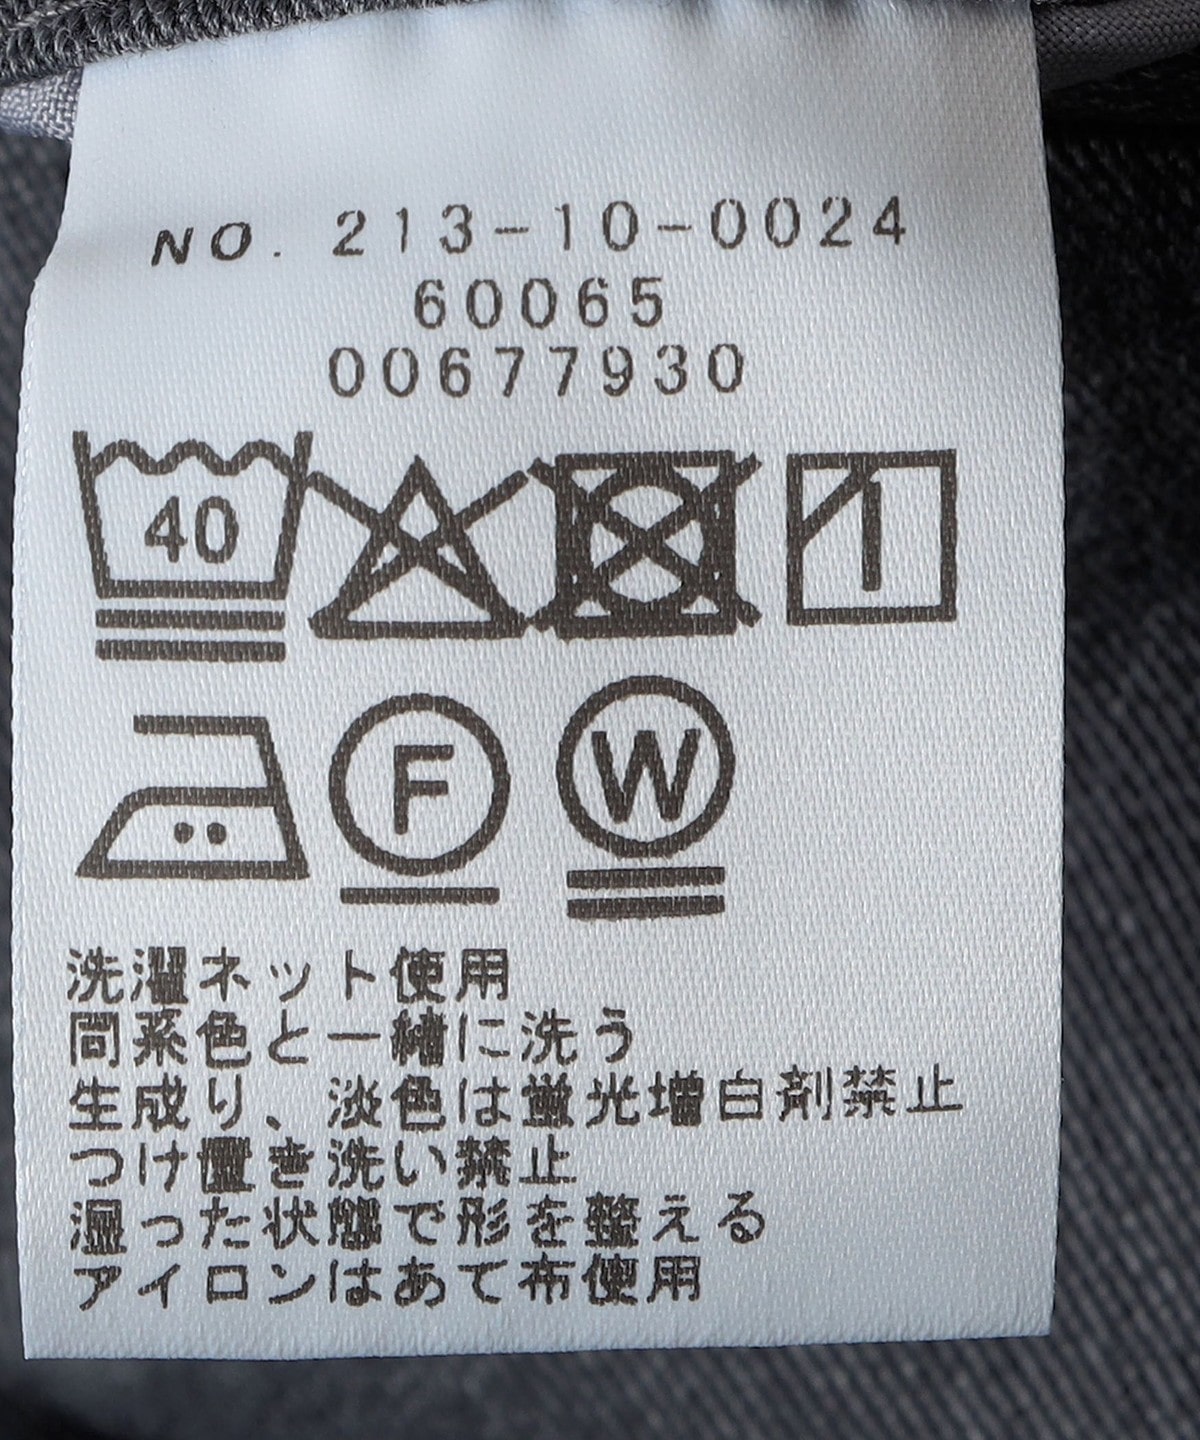 NO. 213-10-0024
60065
00677930
40
F
W
洗濯ネット使用
同系色と一緒に洗う
生成り、淡色は蛍光増白剤禁止
つけ置き洗い禁止
湿った状態で形を整える
アイロンはあて布使用